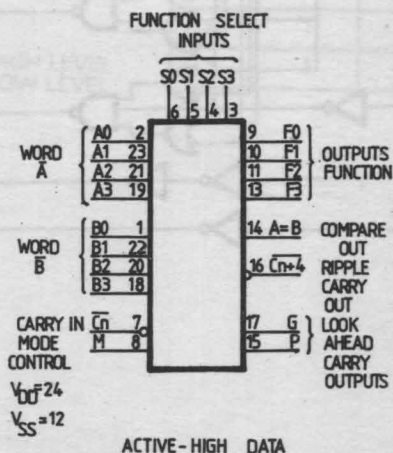 FUNCTION SELECT
INPUTS
S0 S1 S2 S3
6 5 4 3
WORD
A̅
A0 2
A1 23
A2 21
A3 19
9 F0
10 F1
11 F2
13 F3
OUTPUTS
FUNCTION
WORD
B̅
B0 1
B1 22
B2 20
B3 18
14 A=B COMPARE
OUT
16 C̅n̅+̅4̅ RIPPLE
CARRY
OUT
CARRY IN C̅n̅ 7
MODE M 8
CONTROL
17 G LOOK
15 P AHEAD
CARRY
OUTPUTS
VDD=24
VSS=12
ACTIVE-HIGH DATA